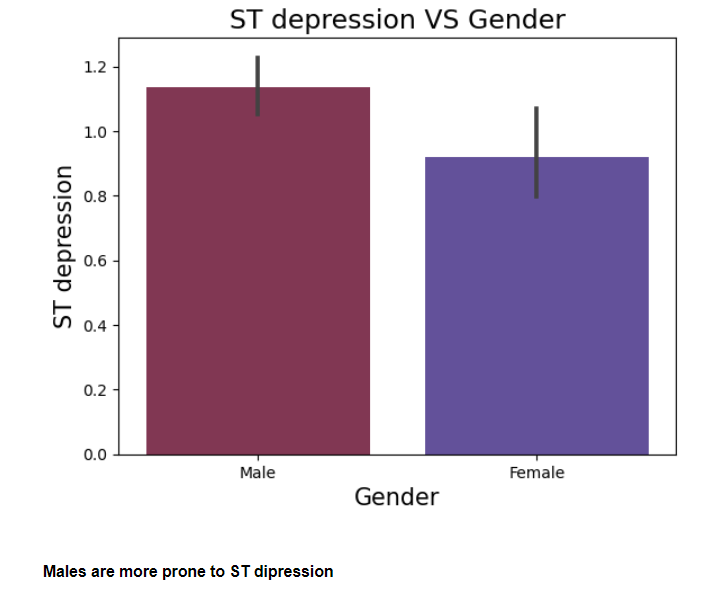 ST depression VS Gender
1.2
1.0
0.8
0.6
0.4
0.2
0.0
ST depression
Male Female
Gender
Males are more prone to ST dipression